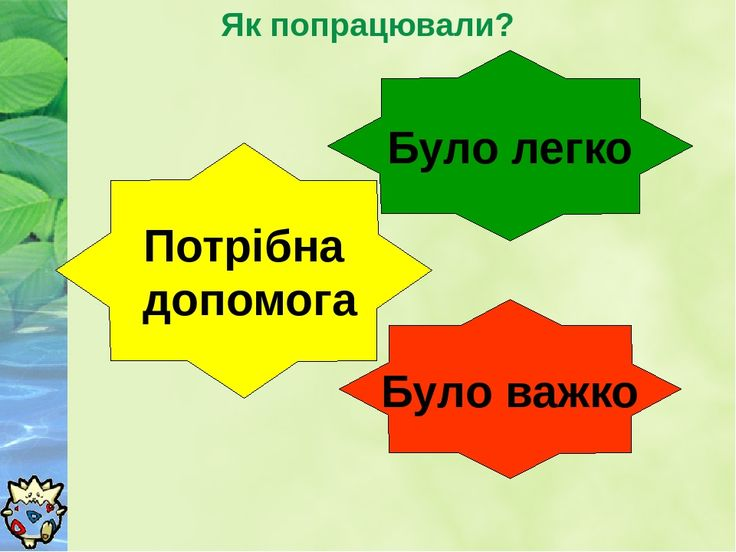 Як попрацювали?
Було легко
Потрібна
допомога
Було важко